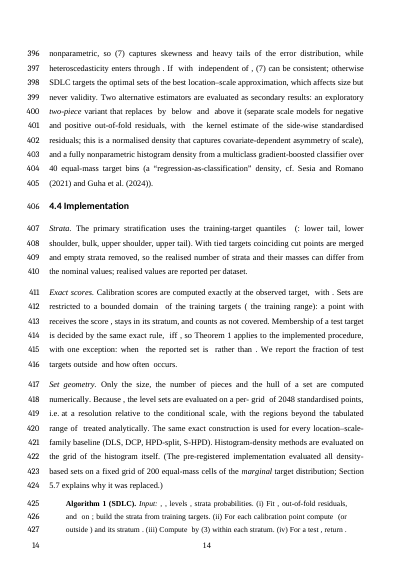 396 nonparametric, so (7) captures skewness and heavy tails of the error distribution, while
397 heteroscedasticity enters through . If with independent of , (7) can be consistent; otherwise
398 SDLC targets the optimal sets of the best location–scale approximation, which affects size but
399 never validity. Two alternative estimators are evaluated as secondary results: an exploratory
400 two-piece variant that replaces by below and above it (separate scale models for negative
401 and positive out-of-fold residuals, with the kernel estimate of the side-wise standardised
402 residuals; this is a normalised density that captures covariate-dependent asymmetry of scale),
403 and a fully nonparametric histogram density from a multiclass gradient-boosted classifier over
404 40 equal-mass target bins (a “regression-as-classification” density, cf. Sesia and Romano
405 (2021) and Guha et al. (2024)).
406 4.4 Implementation
407 Strata. The primary stratification uses the training-target quantiles (: lower tail, lower
408 shoulder, bulk, upper shoulder, upper tail). With tied targets coinciding cut points are merged
409 and empty strata removed, so the realised number of strata and their masses can differ from
410 the nominal values; realised values are reported per dataset.
411 Exact scores. Calibration scores are computed exactly at the observed target, with . Sets are
412 restricted to a bounded domain of the training targets ( the training range): a point with
413 receives the score , stays in its stratum, and counts as not covered. Membership of a test target
414 is decided by the same exact rule, iff , so Theorem 1 applies to the implemented procedure,
415 with one exception: when the reported set is rather than . We report the fraction of test
416 targets outside and how often occurs.
417 Set geometry. Only the size, the number of pieces and the hull of a set are computed
418 numerically. Because , the level sets are evaluated on a per- grid of 2048 standardised points,
419 i.e. at a resolution relative to the conditional scale, with the regions beyond the tabulated
420 range of treated analytically. The same exact construction is used for every location–scale-
421 family baseline (DLS, DCP, HPD-split, S-HPD). Histogram-density methods are evaluated on
422 the grid of the histogram itself. (The pre-registered implementation evaluated all density-
423 based sets on a fixed grid of 200 equal-mass cells of the marginal target distribution; Section
424 5.7 explains why it was replaced.)
425 Algorithm 1 (SDLC). Input: , , levels , strata probabilities. (i) Fit , out-of-fold residuals,
426 and on ; build the strata from training targets. (ii) For each calibration point compute (or
427 outside ) and its stratum . (iii) Compute by (3) within each stratum. (iv) For a test , return .
14 14